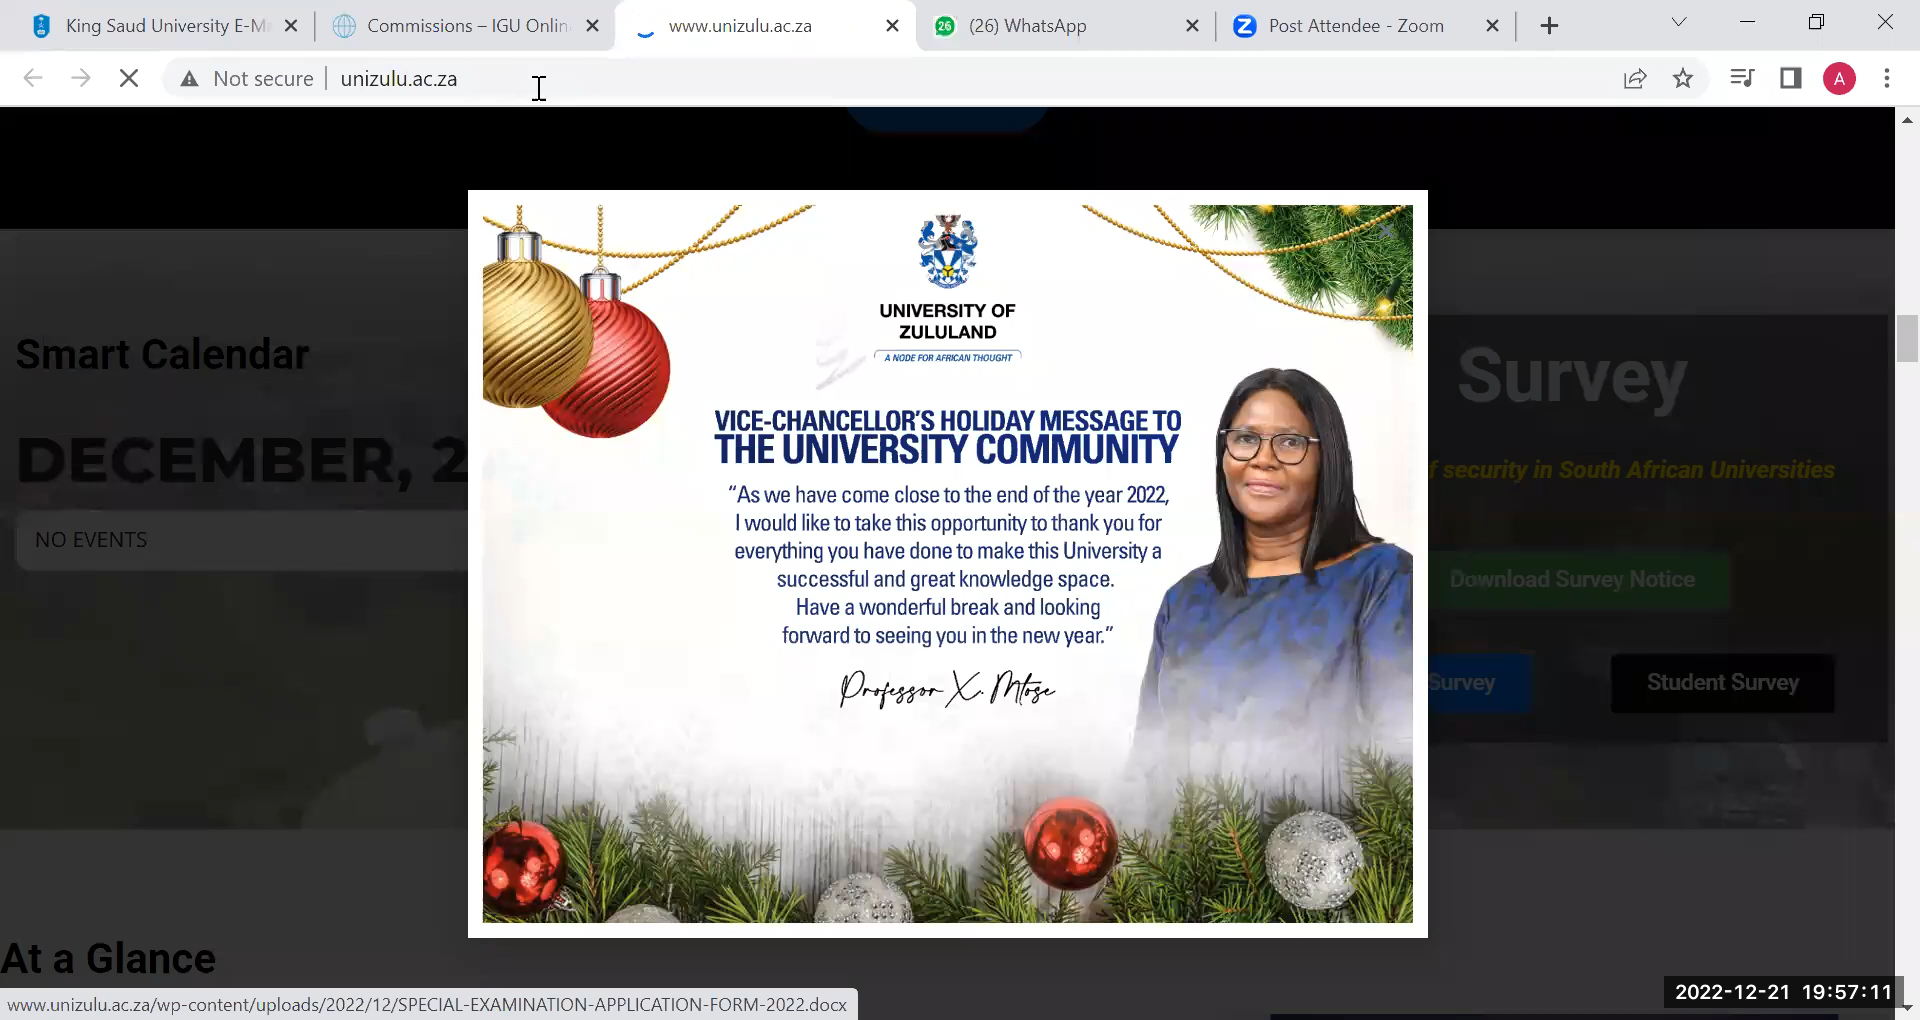 King Saud University E-Ma
Commissions – IGU Onlin
www.unizulu.ac.za
26
(26) WhatsApp
Z
Post Attendee - Zoom
Not secure
unizulu.ac.za
A
UNIVERSITY OF
ZULULAND
A NODE FOR AFRICAN THOUGHT
VICE-CHANCELLOR'S HOLIDAY MESSAGE TO
THE UNIVERSITY COMMUNITY
"As we have come close to the end of the year 2022,
I would like to take this opportunity to thank you for
everything you have done to make this University a
successful and great knowledge space.
Have a wonderful break and looking
forward to seeing you in the new year."
Professor X. Mtose
Smart Calendar
DECEMBER, 2
NO EVENTS
Survey
f security in South African Universities
Download Survey Notice
Survey
Student Survey
At a Glance
www.unizulu.ac.za/wp-content/uploads/2022/12/SPECIAL-EXAMINATION-APPLICATION-FORM-2022.docx
2022-12-21 19:57:11